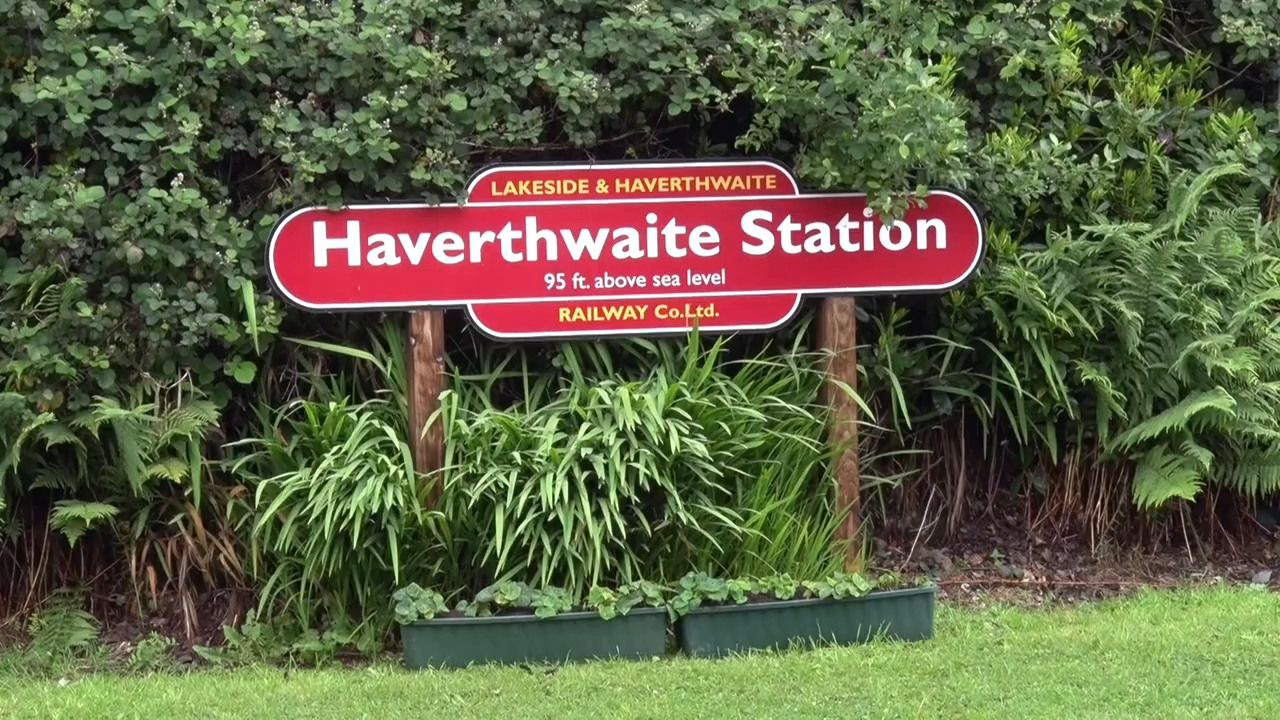 LAKESIDE & HAVERTHWAITE
Haverthwaite Station
95 ft. above sea level
RAILWAY Co.Ltd.